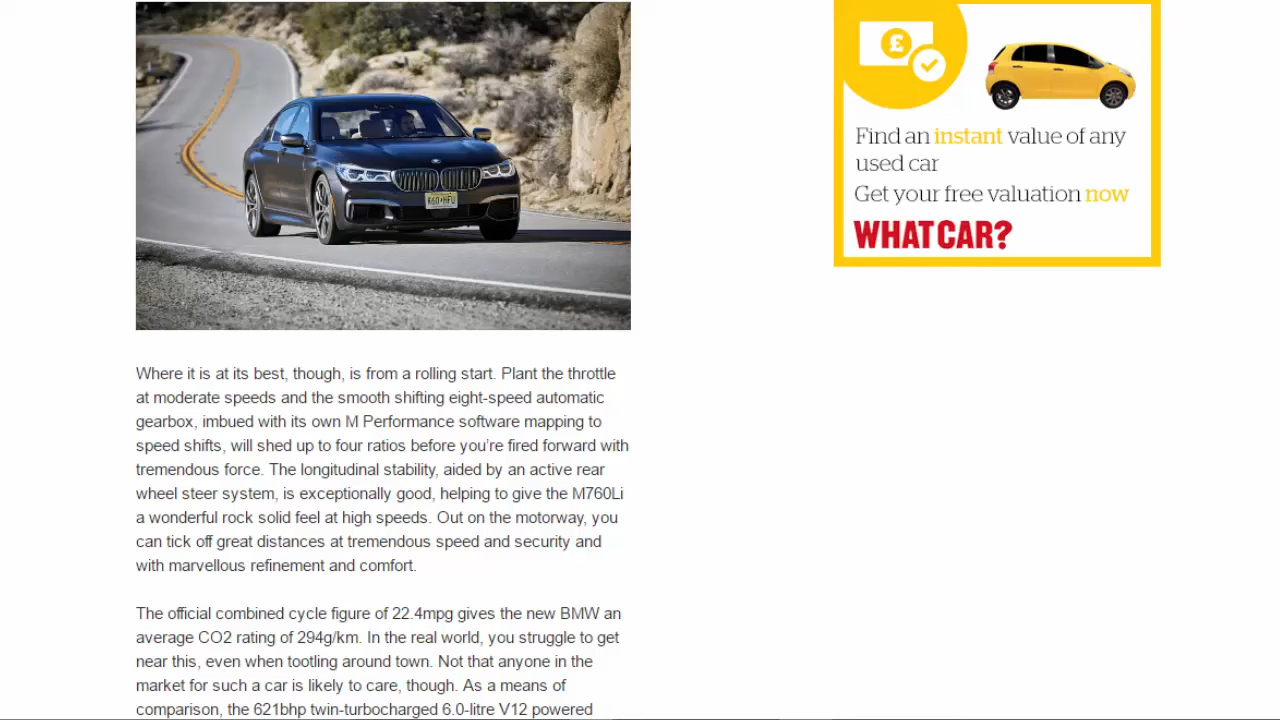 Find an instant value of any
used car
Get your free valuation now
WHAT CAR?
Where it is at its best, though, is from a rolling start. Plant the throttle
at moderate speeds and the smooth shifting eight-speed automatic
gearbox, imbued with its own M Performance software mapping to
speed shifts, will shed up to four ratios before you’re fired forward with
tremendous force. The longitudinal stability, aided by an active rear
wheel steer system, is exceptionally good, helping to give the M760Li
a wonderful rock solid feel at high speeds. Out on the motorway, you
can tick off great distances at tremendous speed and security and
with marvellous refinement and comfort.
The official combined cycle figure of 22.4mpg gives the new BMW an
average CO2 rating of 294g/km. In the real world, you struggle to get
near this, even when tootling around town. Not that anyone in the
market for such a car is likely to care, though. As a means of
comparison, the 621bhp twin-turbocharged 6.0-litre V12 powered